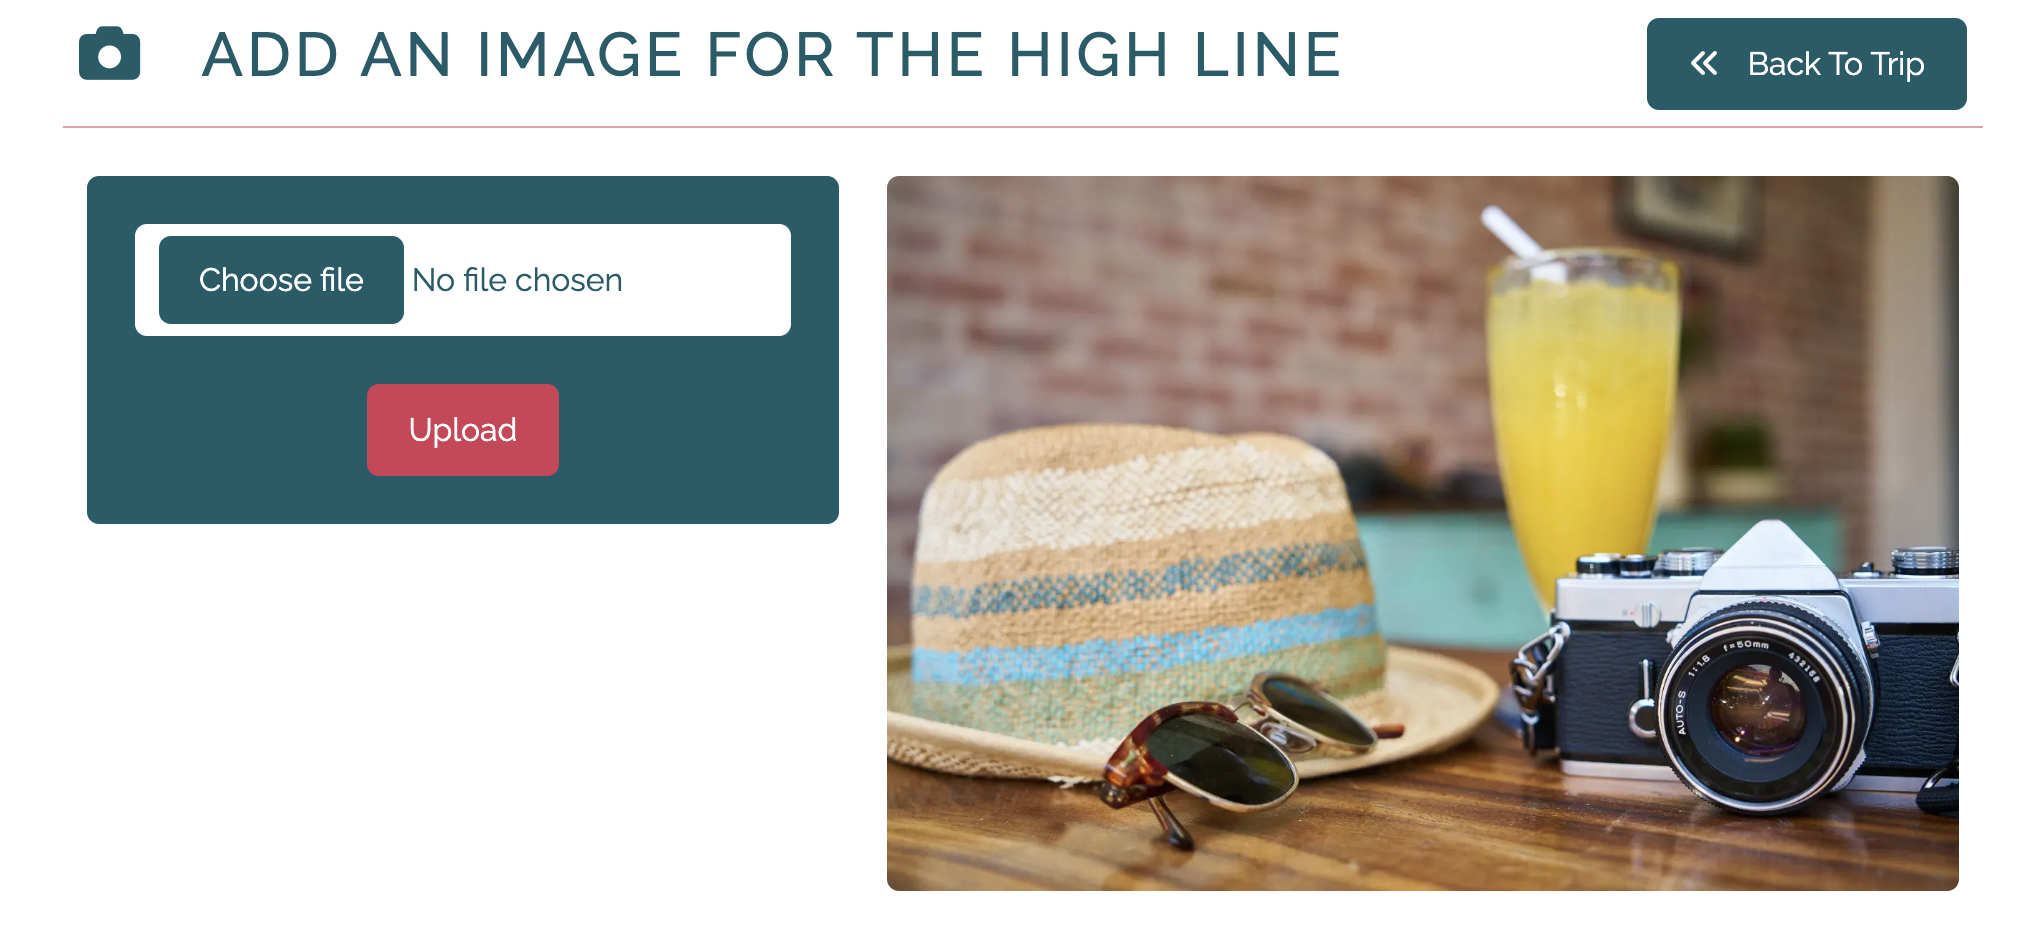 ADD AN IMAGE FOR THE HIGH LINE
Back To Trip
Choose file No file chosen
Upload
AUTO-S 1:1.8 f=50mm 432168